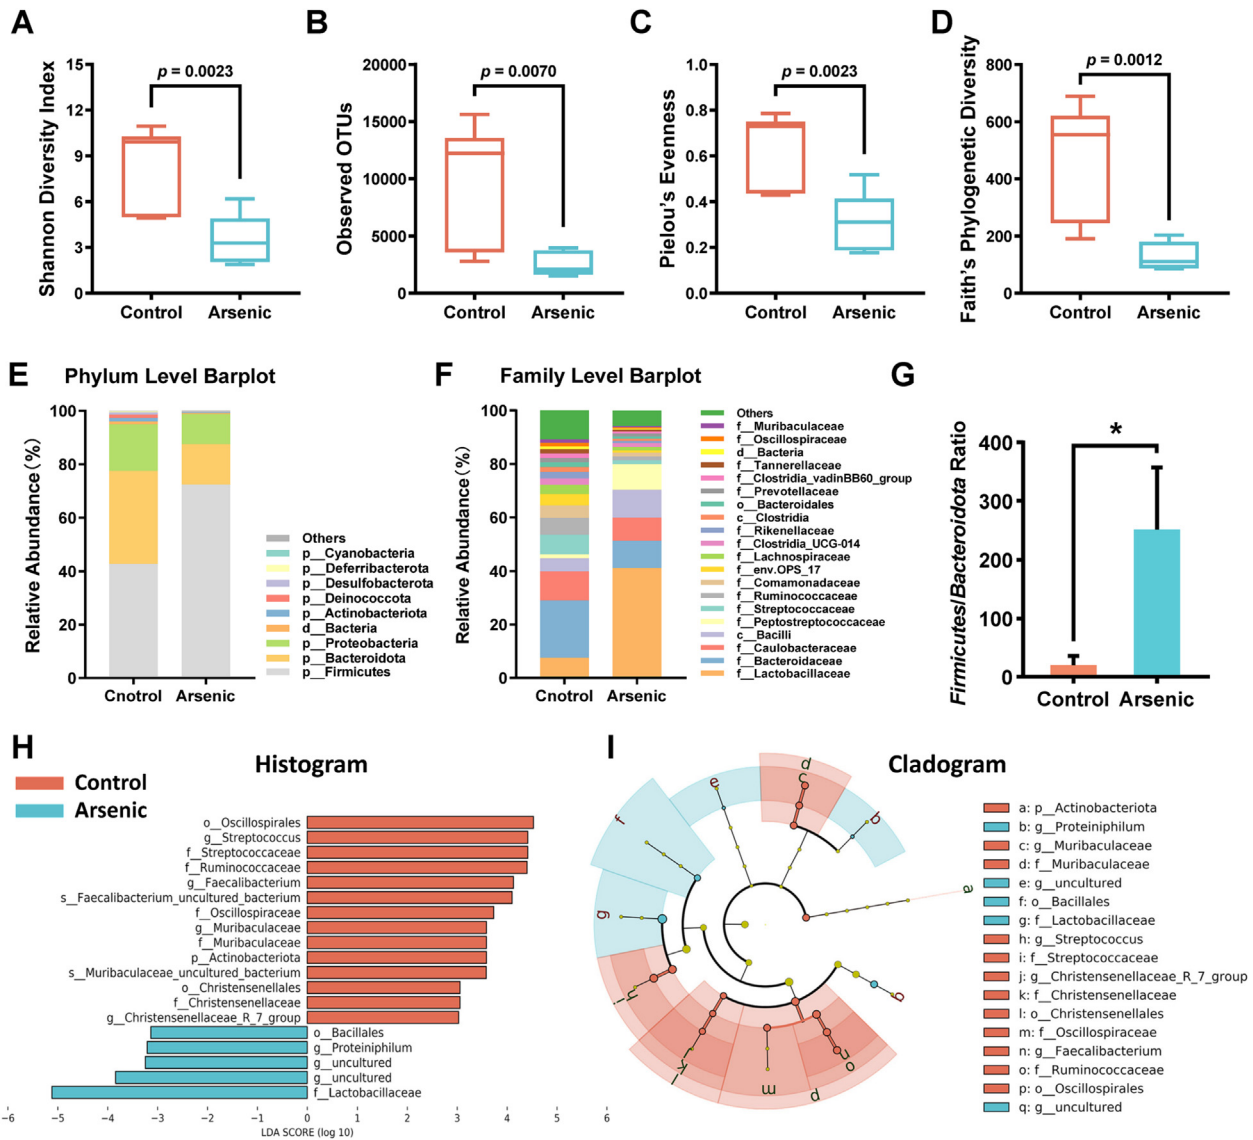 A
B
C
D
Shannon Diversity Index
15
12
9
6
3
0
p = 0.0023
Control
Arsenic
Observed OTUs
20000
15000
10000
5000
0
p = 0.0070
Control
Arsenic
Pielou's Evenness
1.0
0.8
0.6
0.4
0.2
0.0
p = 0.0023
Control
Arsenic
Faith's Phylogenetic Diversity
800
600
400
200
0
p = 0.0012
Control
Arsenic
E
Phylum Level Barplot
Relative Abundance (%)
100
80
60
40
20
0
Cnotrol
Arsenic
Others
p__Cyanobacteria
p__Deferribacterota
p__Desulfobacterota
p__Deinococcota
p__Actinobacteriota
d__Bacteria
p__Proteobacteria
p__Bacteroidota
p__Firmicutes
F
Family Level Barplot
Relative Abundance (%)
100
80
60
40
20
0
Control
Arsenic
Others
f__Muribaculaceae
f__Oscillospiraceae
d__Bacteria
f__Tannerellaceae
f__Clostridia_vadinBB60_group
f__Prevotellaceae
o__Bacteroidales
c__Clostridia
f__Rikenellaceae
f__Clostridia_UCG-014
f__Lachnospiraceae
f__env.OPS_17
f__Comamonadaceae
f__Ruminococcaceae
f__Streptococcaceae
f__Peptostreptococcaceae
c__Bacilli
f__Caulobacteraceae
f__Bacteroidaceae
f__Lactobacillaceae
G
Firmicutes/Bacteroidota Ratio
400
300
200
100
0
*
Control
Arsenic
H
Histogram
Control
Arsenic
o__Oscillospirales
g__Streptococcus
f__Streptococcaceae
f__Ruminococcaceae
g__Faecalibacterium
s__Faecalibacterium_uncultured_bacterium
f__Oscillospiraceae
g__Muribaculaceae
f__Muribaculaceae
p__Actinobacteriota
s__Muribaculaceae_uncultured_bacterium
o__Christensenellales
f__Christensenellaceae
g__Christensenellaceae_R_7_group
o__Bacillales
g__Proteiniphilum
g__uncultured
g__uncultured
f__Lactobacillaceae
−6 −5 −4 −3 −2 −1 0 1 2 3 4 5 6
LDA SCORE (log 10)
I
Cladogram
d
c
e
b
f
a
g
h
i
q
k
j
l
m
n
o
p
a: p__Actinobacteriota
b: g__Proteiniphilum
c: g__Muribaculaceae
d: f__Muribaculaceae
e: g__uncultured
f: o__Bacillales
g: f__Lactobacillaceae
h: g__Streptococcus
i: f__Streptococcaceae
j: g__Christensenellaceae_R_7_group
k: f__Christensenellaceae
l: o__Christensenellales
m: f__Oscillospiraceae
n: g__Faecalibacterium
o: f__Ruminococcaceae
p: o__Oscillospirales
q: g__uncultured